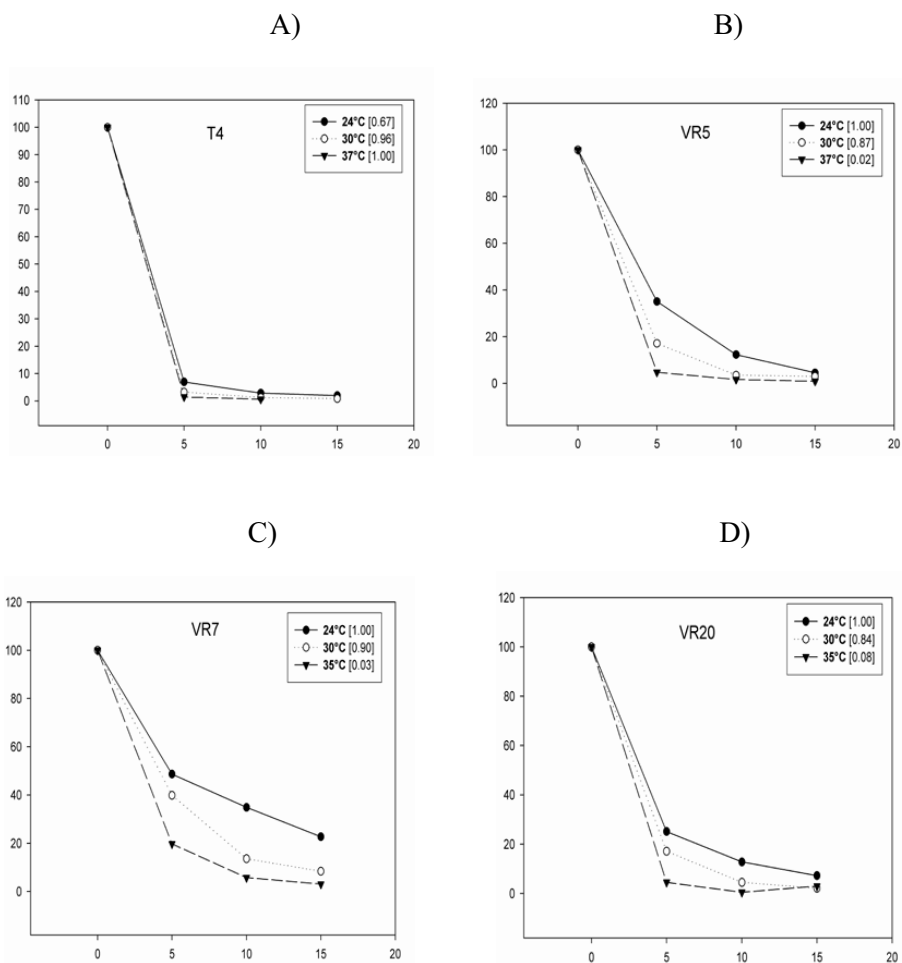 A)
B)
T4
24°C [0.67]
30°C [0.96]
37°C [1.00]
110
100
90
80
70
60
50
40
30
20
10
0
0 5 10 15 20
VR5
24°C [1.00]
30°C [0.87]
37°C [0.02]
120
100
80
60
40
20
0
0 5 10 15 20
C)
D)
VR7
24°C [1.00]
30°C [0.90]
35°C [0.03]
120
100
80
60
40
20
0
0 5 10 15 20
VR20
24°C [1.00]
30°C [0.84]
35°C [0.08]
120
100
80
60
40
20
0
0 5 10 15 20